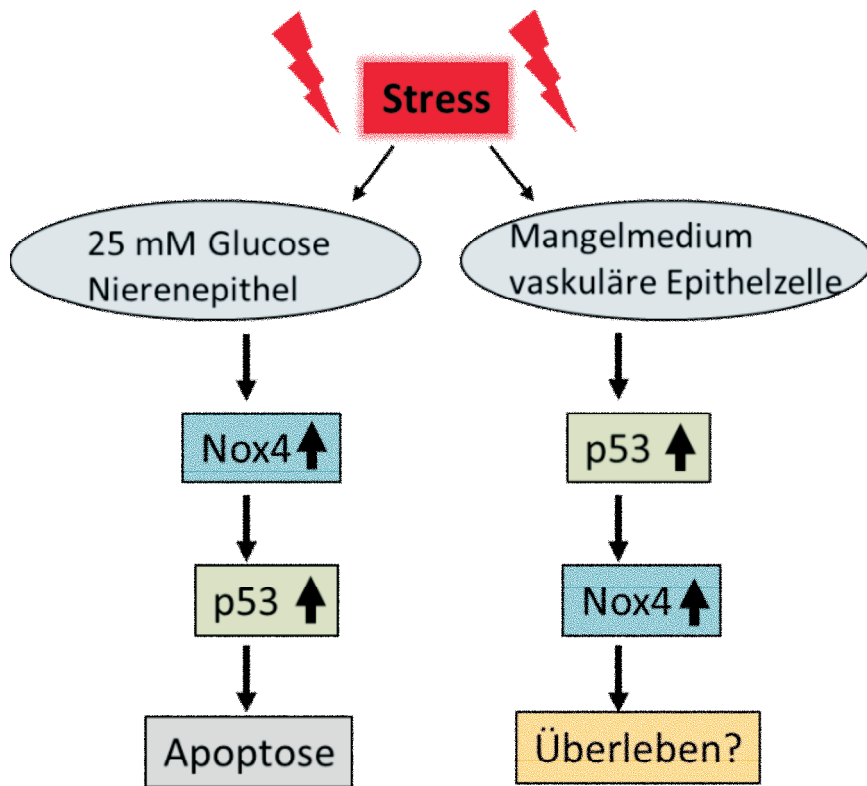 Stress
25 mM Glucose
Nierenepithel
Mangelmedium
vaskuläre Epithelzelle
Nox4
p53
p53
Nox4
Apoptose
Überleben?